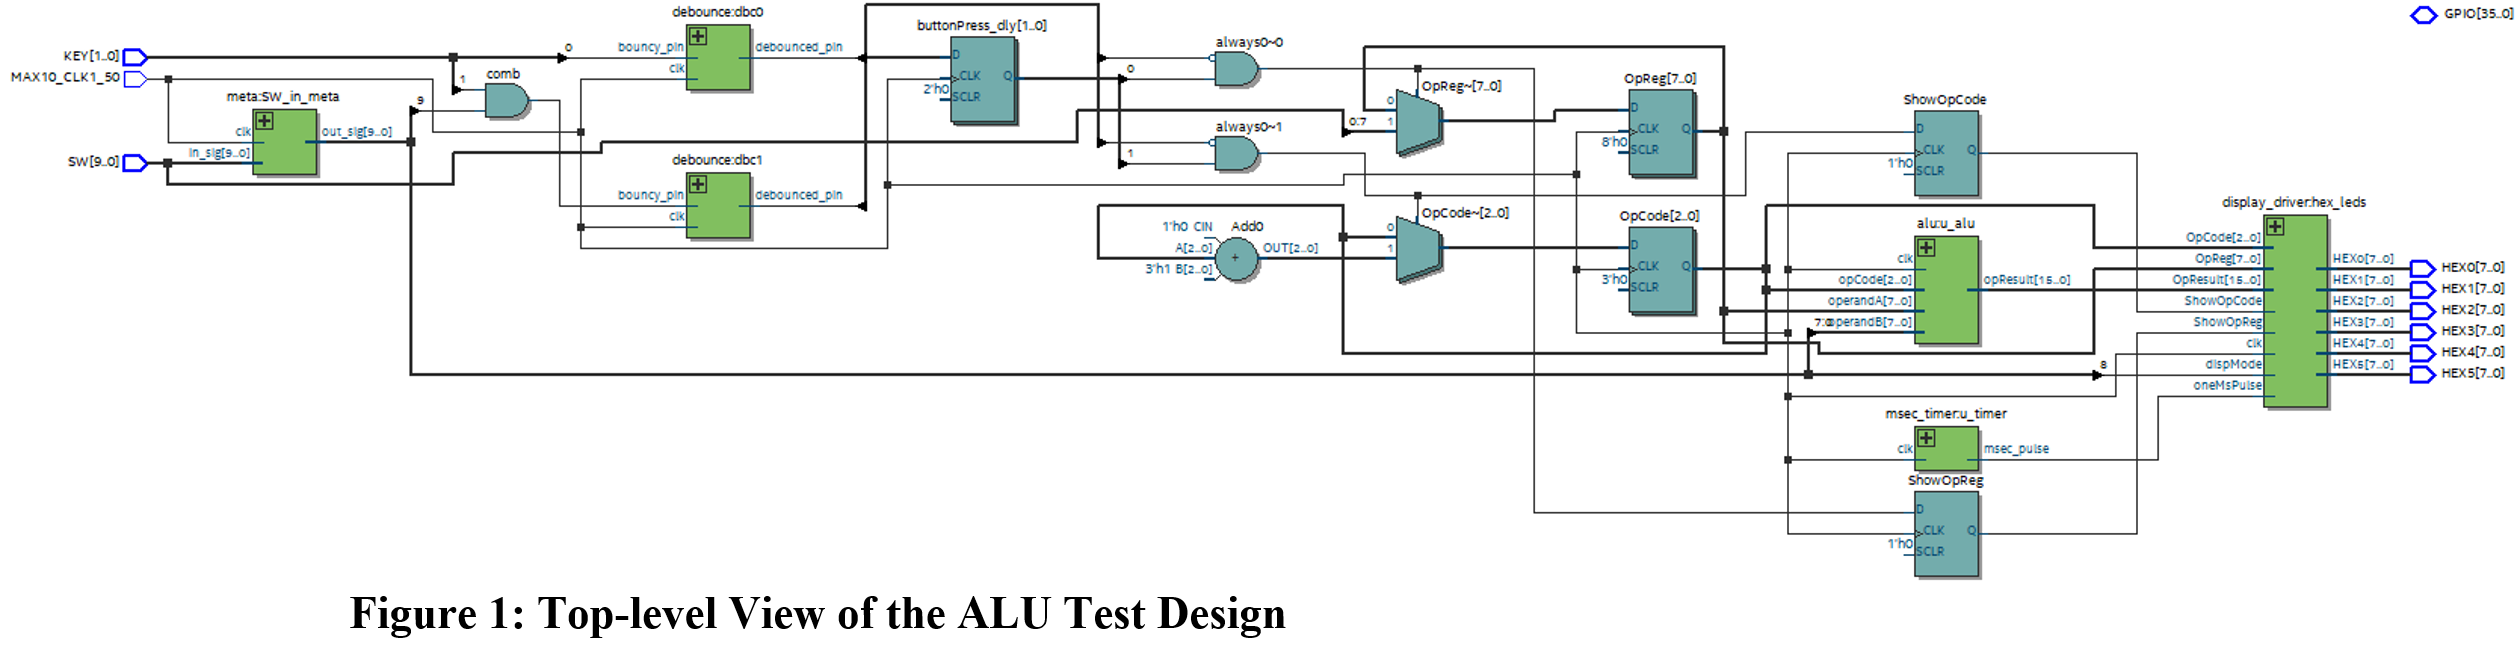 debounce:dbc0
KEY[1..0]
0
bouncy_pin
debounced_pin
clk
MAX10_CLK1_50
1
comb
9
meta:SW_in_meta
clk
out_sig[9..0]
in_sig[9..0]
SW[9..0]
debounce:dbc1
bouncy_pin
debounced_pin
clk
buttonPress_dly[1..0]
D
CLK
Q
2'h0
SCLR
always0~0
0
always0~1
1
1'h0 CIN
Add0
A[2..0]
+
OUT[2..0]
3'h1 B[2..0]
OpReg~[7..0]
0
0:7
1
OpCode~[2..0]
0
1
OpReg[7..0]
D
CLK
Q
8'h0
SCLR
OpCode[2..0]
D
CLK
Q
3'h0
SCLR
ShowOpCode
D
CLK
Q
1'h0
SCLR
alu:u_alu
clk
opCode[2..0]
opResult[15..0]
operandA[7..0]
operandB[7..0]
8
msec_timer:u_timer
clk
msec_pulse
ShowOpReg
D
CLK
Q
1'h0
SCLR
display_driver:hex_leds
OpCode[2..0]
OpReg[7..0]
OpResult[15..0]
ShowOpCode
ShowOpReg
clk
dispMode
oneMsPulse
HEX0[7..0]
HEX1[7..0]
HEX2[7..0]
HEX3[7..0]
HEX4[7..0]
HEX5[7..0]
GPIO[35..0]
HEX0[7..0]
HEX1[7..0]
HEX2[7..0]
HEX3[7..0]
HEX4[7..0]
HEX5[7..0]
Figure 1: Top-level View of the ALU Test Design